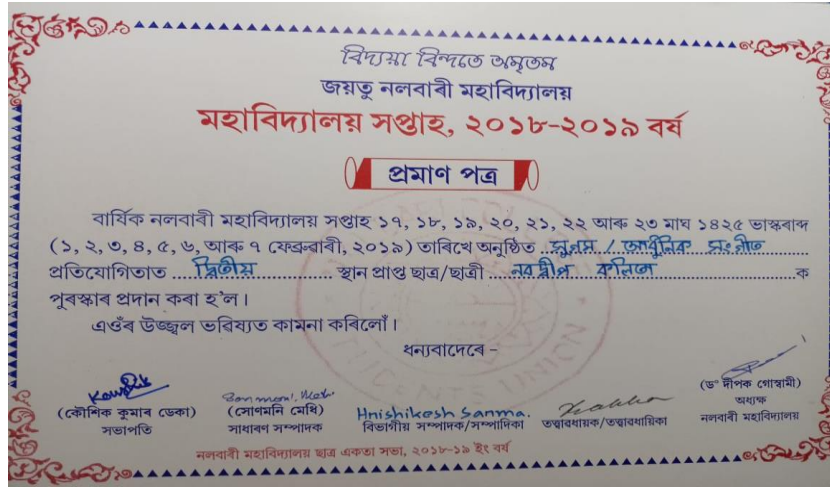 বিদ্যয়া বিন্দতে অমৃতম
জয়তু নলবাৰী মহাবিদ্যালয়
মহাবিদ্যালয় সপ্তাহ, ২০১৮-২০১৯ বৰ্ষ
প্ৰমাণ পত্ৰ
বাৰ্ষিক নলবাৰী মহাবিদ্যালয় সপ্তাহ ১৭, ১৮, ১৯, ২০, ২১, ২২ আৰু ২৩ মাঘ ১৪২৫ ভাস্কৰাব্দ
(১, ২, ৩, ৪, ৫, ৬, আৰু ৭ ফেব্ৰুৱাৰী, ২০১৯) তাৰিখে অনুষ্ঠিত ..সুগম / আধুনিক সংগীত
প্ৰতিযোগিতাত ...দ্বিতীয়............ স্থান প্ৰাপ্ত ছাত্ৰ/ছাত্ৰী ....নৱদ্বীপ কলিতা..............ক
পুৰস্কাৰ প্ৰদান কৰা হ'ল।
এওঁৰ উজ্জ্বল ভৱিষ্যত কামনা কৰিলোঁ।
ধন্যবাদেৰে -
Kaushik
Sonmoni Medhi
Hrishikesh Sarma.
(কৌশিক কুমাৰ ডেকা)
সভাপতি
(সোণমনি মেধি)
সাধাৰণ সম্পাদক
বিভাগীয় সম্পাদক/সম্পাদিকা
তত্ত্বাৱধায়ক/তত্ত্বাৱধায়িকা
(ড° দীপক গোস্বামী)
অধ্যক্ষ
নলবাৰী মহাবিদ্যালয়
নলবাৰী মহাবিদ্যালয় ছাত্ৰ একতা সভা, ২০১৮-১৯ ইং বৰ্ষ